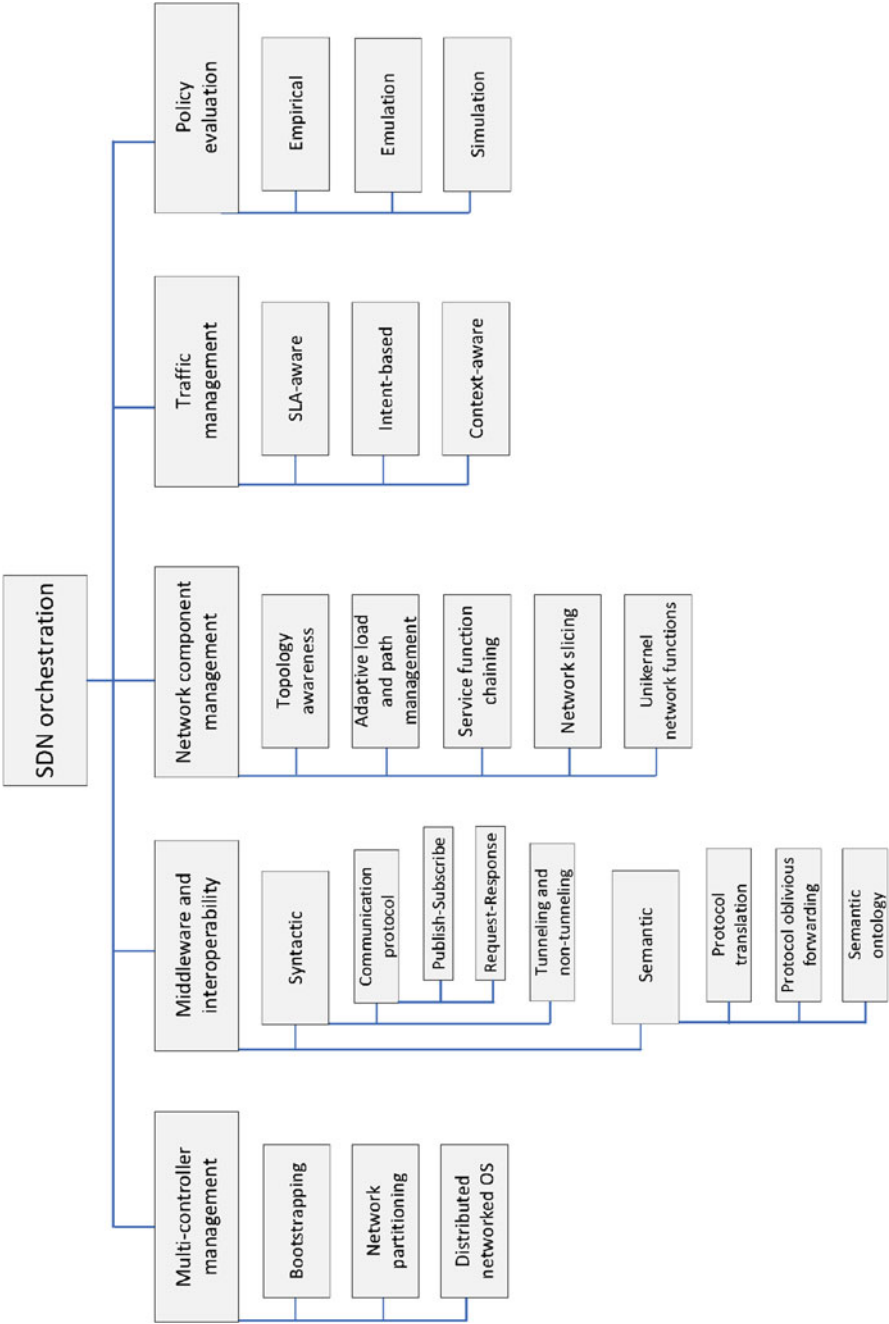 SDN orchestration
Multi-controller
management
Bootstrapping
Network
partitioning
Distributed
networked OS
Middleware and
interoperability
Syntactic
Communication
protocol
Publish-Subscribe
Request-Response
Tunneling and
non-tunneling
Semantic
Protocol
translation
Protocol oblivious
forwarding
Semantic
ontology
Network component
management
Topology
awareness
Adaptive load
and path
management
Service function
chaining
Network slicing
Unikernel
network functions
Traffic
management
SLA-aware
Intent-based
Context-aware
Policy
evaluation
Empirical
Emulation
Simulation